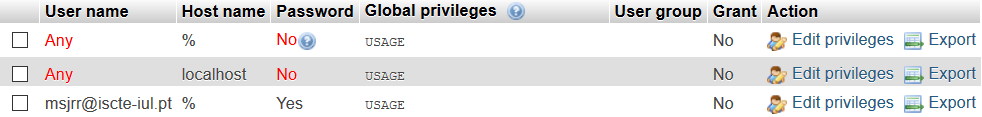 User name Host name Password Global privileges User group Grant Action
Any % No USAGE No Edit privileges Export
Any localhost No USAGE No Edit privileges Export
msjrr@iscte-iul.pt % Yes USAGE No Edit privileges Export